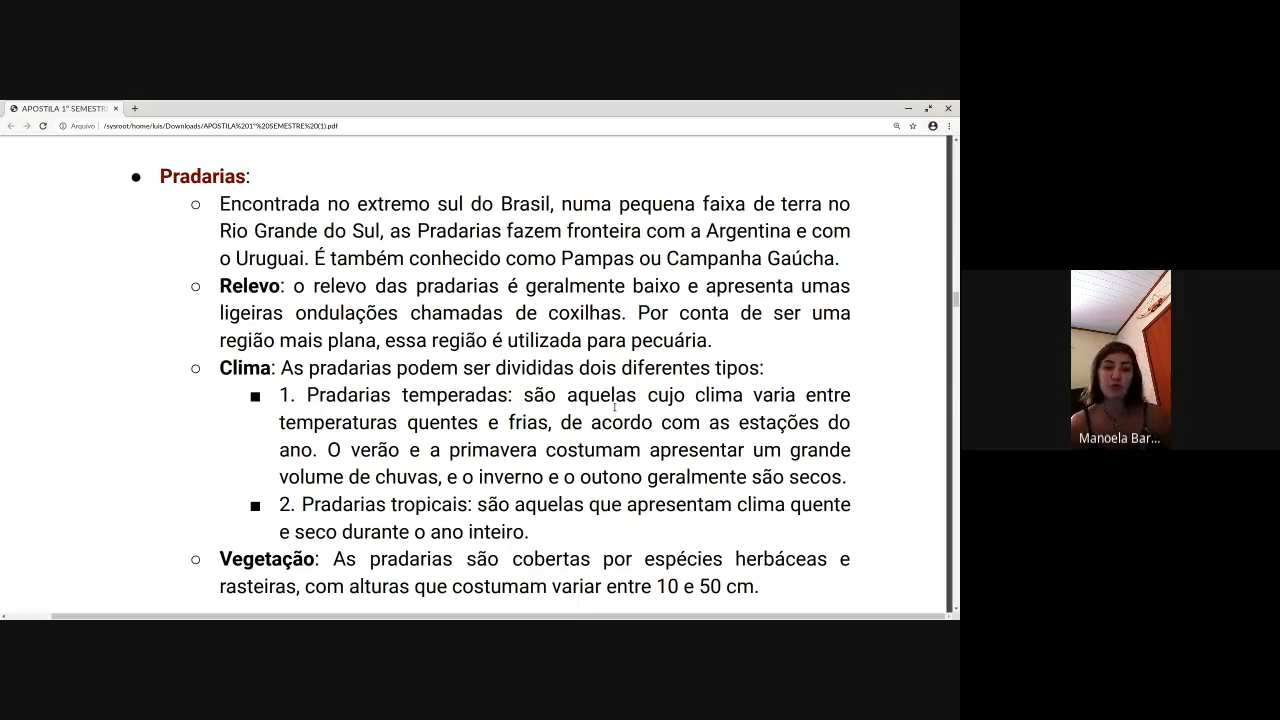 APOSTILA 1º SEMESTR
Arquivo /sysroot/home/luis/Downloads/APOSTILA%201°%20SEMESTRE%20(1).pdf
● Pradarias:
○ Encontrada no extremo sul do Brasil, numa pequena faixa de terra no
Rio Grande do Sul, as Pradarias fazem fronteira com a Argentina e com
o Uruguai. É também conhecido como Pampas ou Campanha Gaúcha.
○ Relevo: o relevo das pradarias é geralmente baixo e apresenta umas
ligeiras ondulações chamadas de coxilhas. Por conta de ser uma
região mais plana, essa região é utilizada para pecuária.
○ Clima: As pradarias podem ser divididas dois diferentes tipos:
■ 1. Pradarias temperadas: são aquelas cujo clima varia entre
temperaturas quentes e frias, de acordo com as estações do
ano. O verão e a primavera costumam apresentar um grande
volume de chuvas, e o inverno e o outono geralmente são secos.
■ 2. Pradarias tropicais: são aquelas que apresentam clima quente
e seco durante o ano inteiro.
○ Vegetação: As pradarias são cobertas por espécies herbáceas e
rasteiras, com alturas que costumam variar entre 10 e 50 cm.
Manoela Bar...